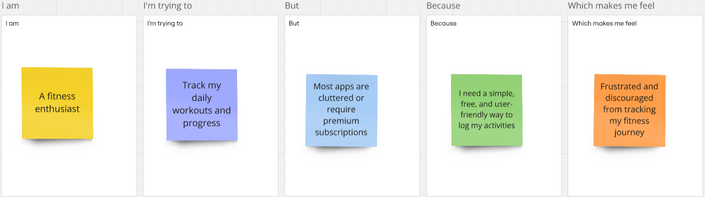 I am
I'm trying to
But
Because
Which makes me feel
I am
I'm trying to
But
Because
Which makes me feel
A fitness
enthusiast
Track my
daily
workouts and
progress
Most apps are
cluttered or
require
premium
subscriptions
I need a simple,
free, and user-
friendly way to
log my activities
Frustrated and
discouraged
from tracking
my fitness
journey